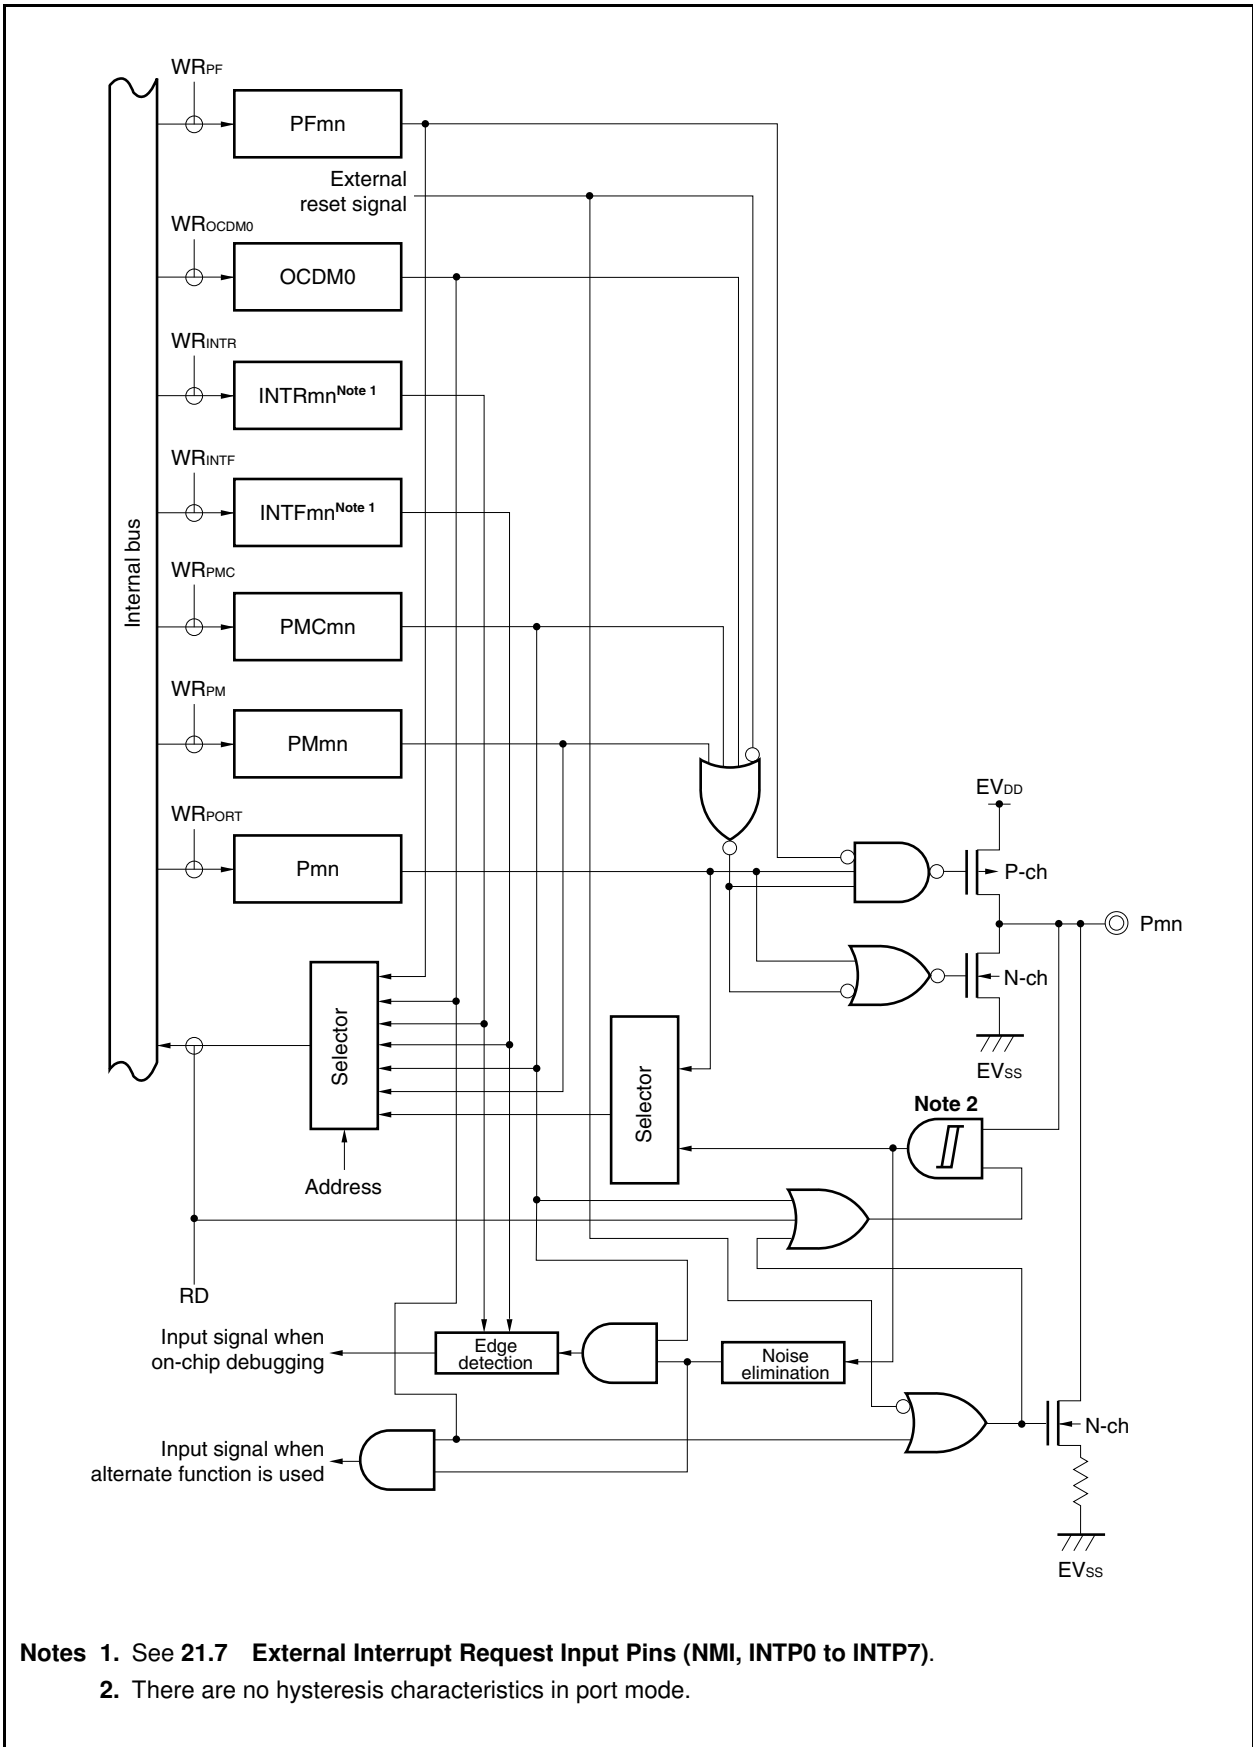 WRPF
PFmn
External
reset signal
WROCDM0
OCDM0
WRINTR
INTRmnNote 1
WRINTF
INTFmnNote 1
Internal bus
WRPMC
PMCmn
WRPM
PMmn
EVDD
WRPORT
Pmn
P-ch
Pmn
N-ch
EVSS
Selector
Selector
Note 2
Address
RD
Input signal when
on-chip debugging
Edge
detection
Noise
elimination
N-ch
Input signal when
alternate function is used
EVSS
Notes 1. See 21.7 External Interrupt Request Input Pins (NMI, INTP0 to INTP7).
2. There are no hysteresis characteristics in port mode.